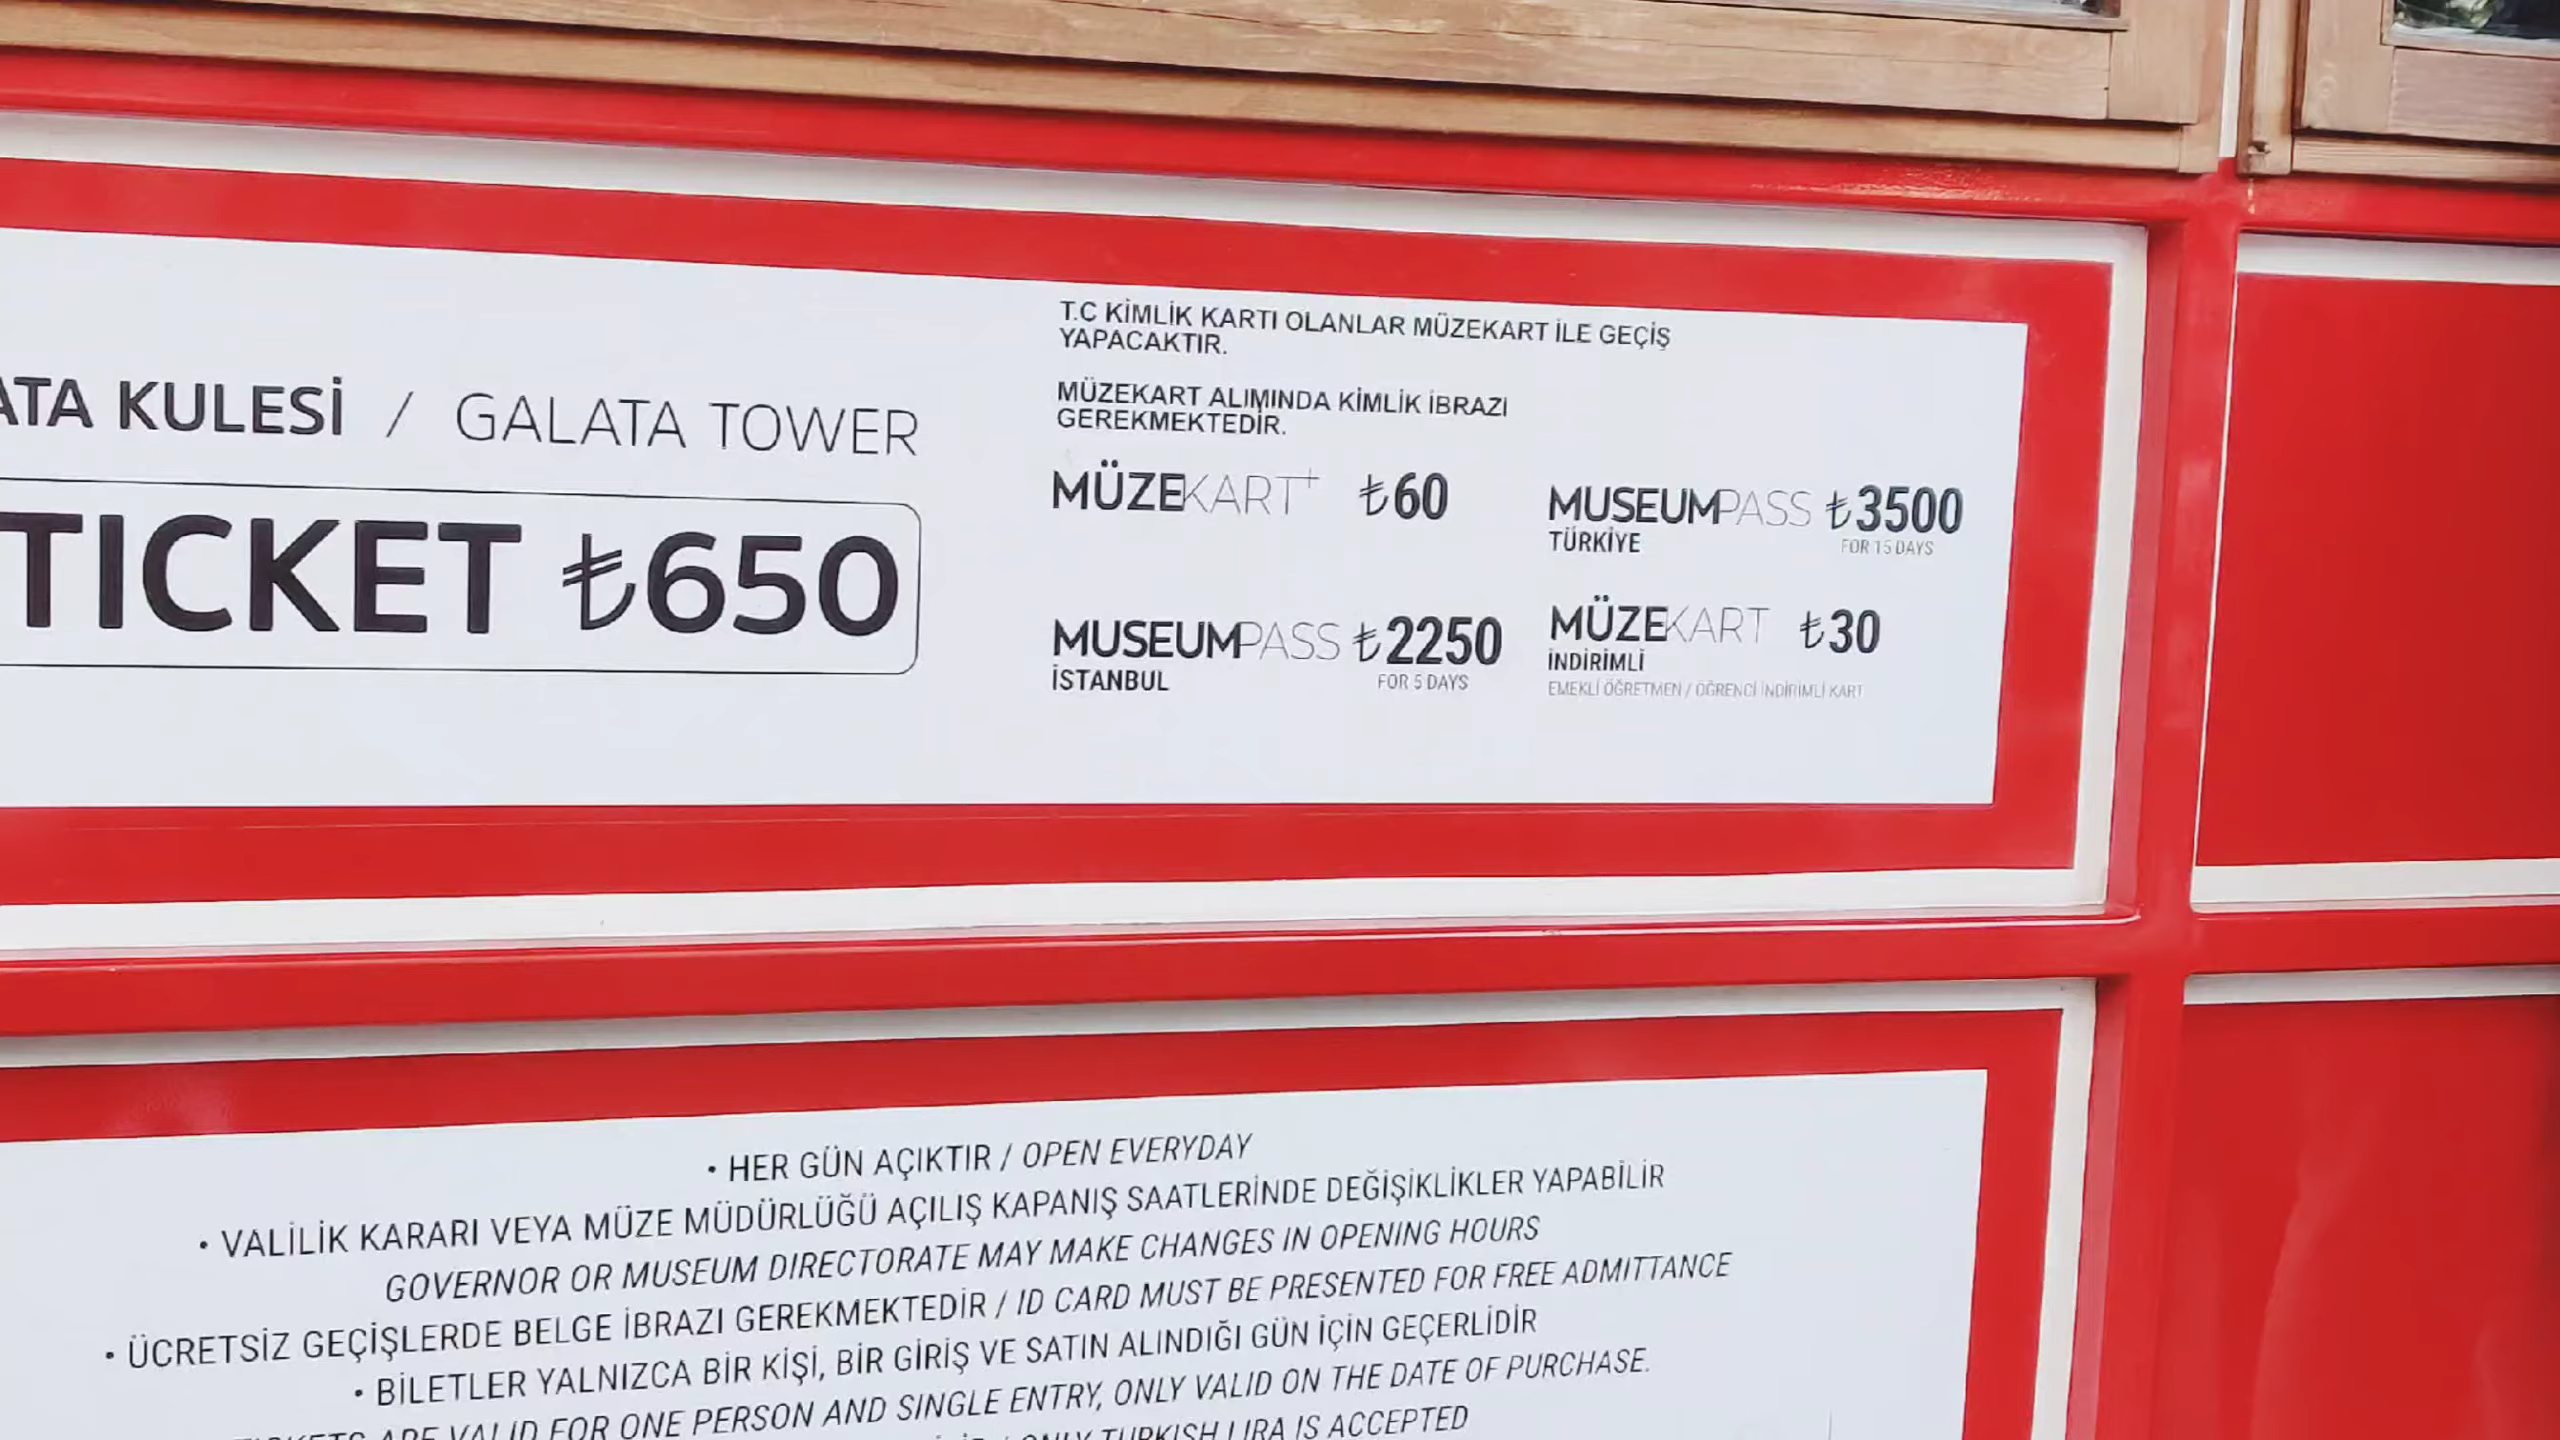 KULESİ / GALATA TOWER
TICKET ₺650
T.C KİMLİK KARTI OLANLAR MÜZEKART İLE GEÇİŞ
YAPACAKTIR.
MÜZEKART ALIMINDA KİMLİK İBRAZI
GEREKMEKTEDİR.
MÜZEKART+ ₺60
MUSEUMPASS ₺3500
TÜRKİYE FOR 15 DAYS
MUSEUMPASS ₺2250
İSTANBUL FOR 5 DAYS
MÜZEKART ₺30
İNDİRİMLİ
EMEKLİ ÖĞRETMEN / ÖĞRENCİ İNDİRİMLİ KART
• HER GÜN AÇIKTIR / OPEN EVERYDAY
• VALİLİK KARARI VEYA MÜZE MÜDÜRLÜĞÜ AÇILIŞ KAPANIŞ SAATLERİNDE DEĞİŞİKLİKLER YAPABİLİR
GOVERNOR OR MUSEUM DIRECTORATE MAY MAKE CHANGES IN OPENING HOURS
• ÜCRETSİZ GEÇİŞLERDE BELGE İBRAZI GEREKMEKTEDİR / ID CARD MUST BE PRESENTED FOR FREE ADMITTANCE
• BİLETLER YALNIZCA BİR KİŞİ, BİR GİRİŞ VE SATIN ALINDIĞI GÜN İÇİN GEÇERLİDİR
ARE VALID FOR ONE PERSON AND SINGLE ENTRY, ONLY VALID ON THE DATE OF PURCHASE.
/ ONLY TURKISH LIRA IS ACCEPTED